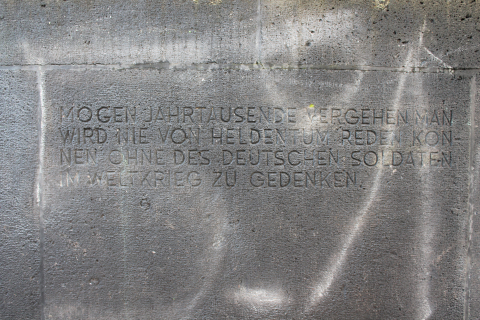 MÖGEN JAHRTAUSENDE VERGEHEN MAN
WIRD NIE VON HELDENTUM REDEN KÖN-
NEN OHNE DES DEUTSCHEN SOLDATEN
IM WELTKRIEG ZU GEDENKEN.